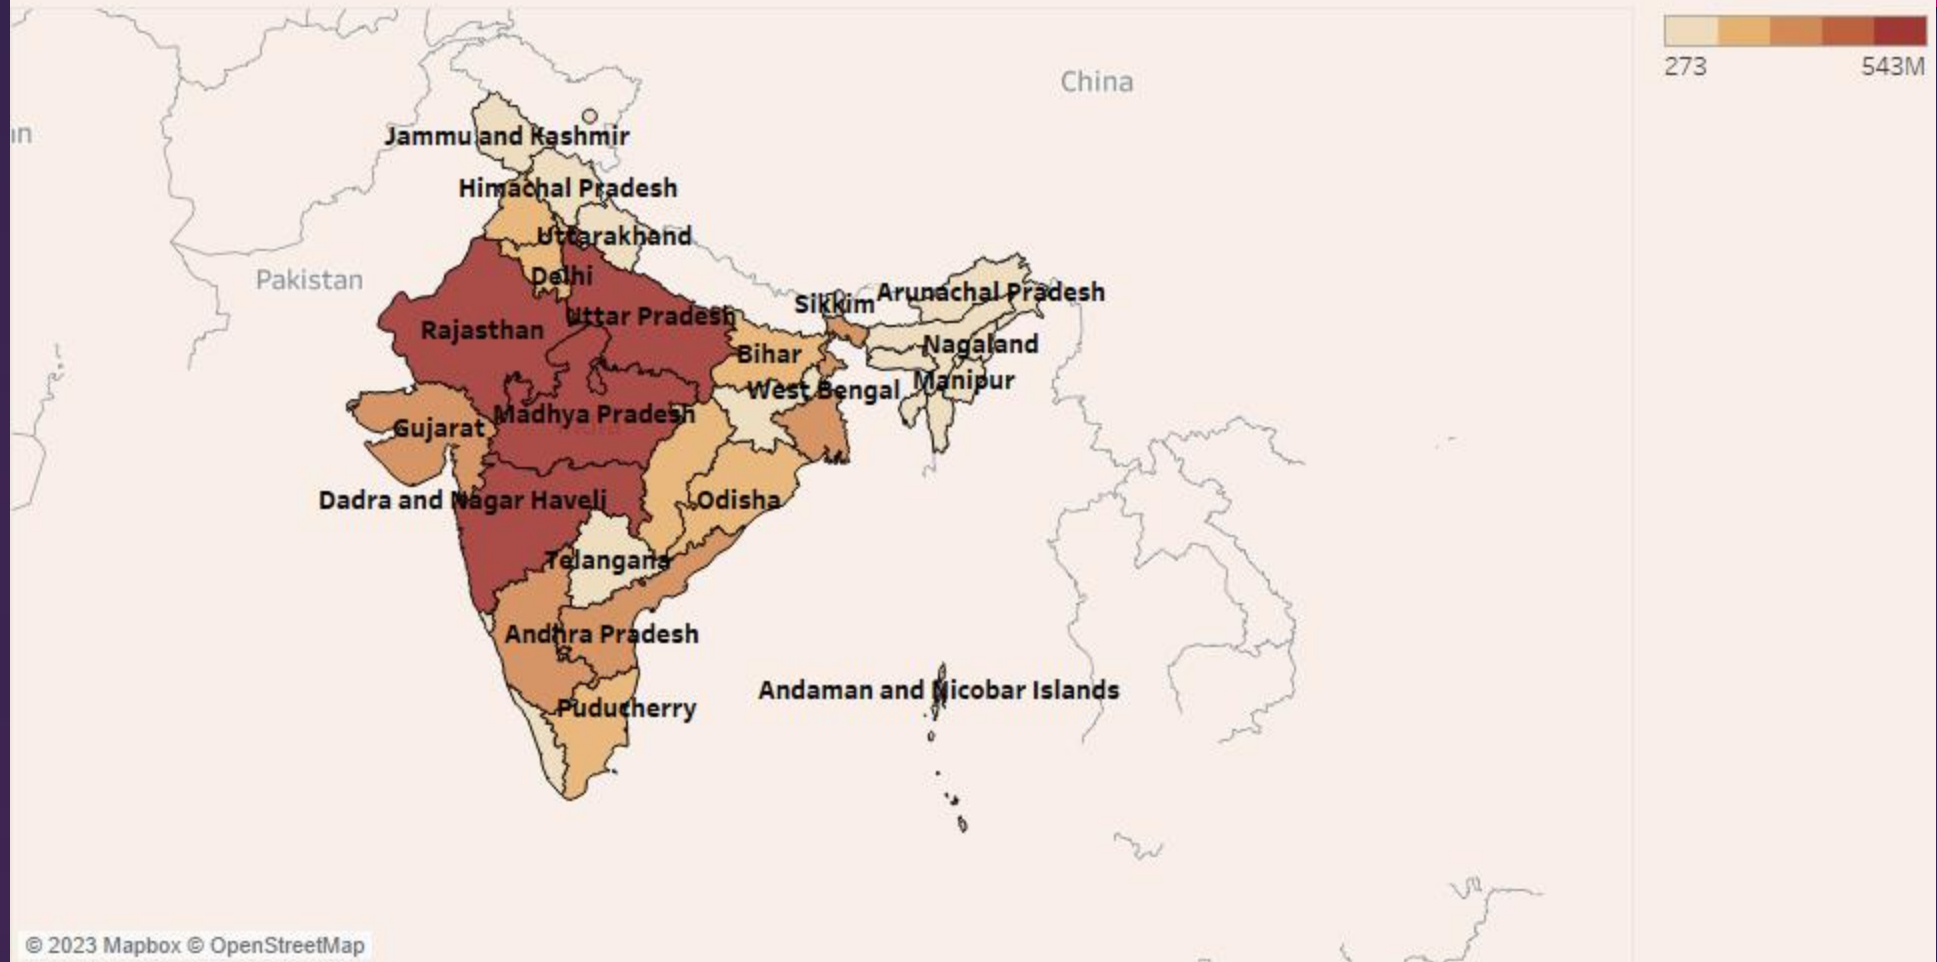 273 543M
China
an
Jammu and Kashmir
Himachal Pradesh
Uttarakhand
Pakistan
Delhi
Sikkim
Arunachal Pradesh
Rajasthan
Uttar Pradesh
Nagaland
Bihar
Manipur
West Bengal
Madhya Pradesh
India
Gujarat
Dadra and Nagar Haveli
Odisha
Telangana
Andhra Pradesh
Andaman and Nicobar Islands
Puducherry
© 2023 Mapbox © OpenStreetMap